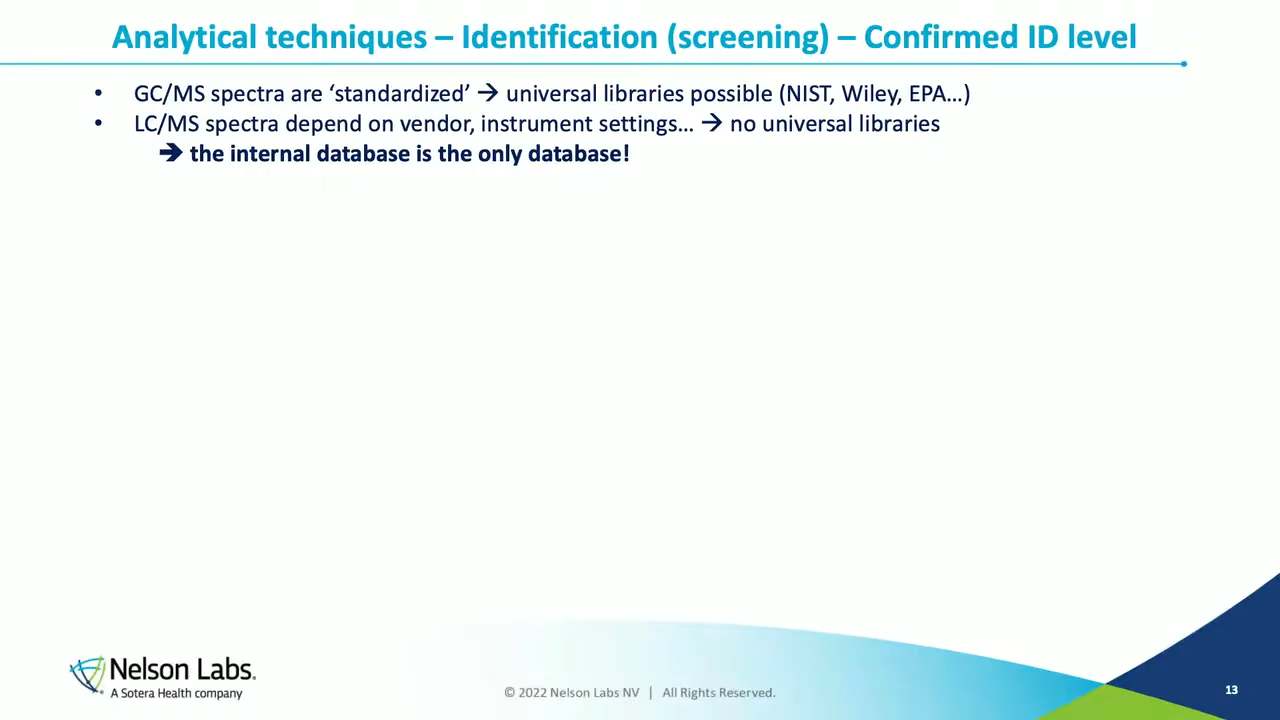 Analytical techniques – Identification (screening) – Confirmed ID level
• GC/MS spectra are ‘standardized’ → universal libraries possible (NIST, Wiley, EPA…)
• LC/MS spectra depend on vendor, instrument settings… → no universal libraries
➔ the internal database is the only database!
Nelson Labs.
A Sotera Health company
© 2022 Nelson Labs NV | All Rights Reserved.
13